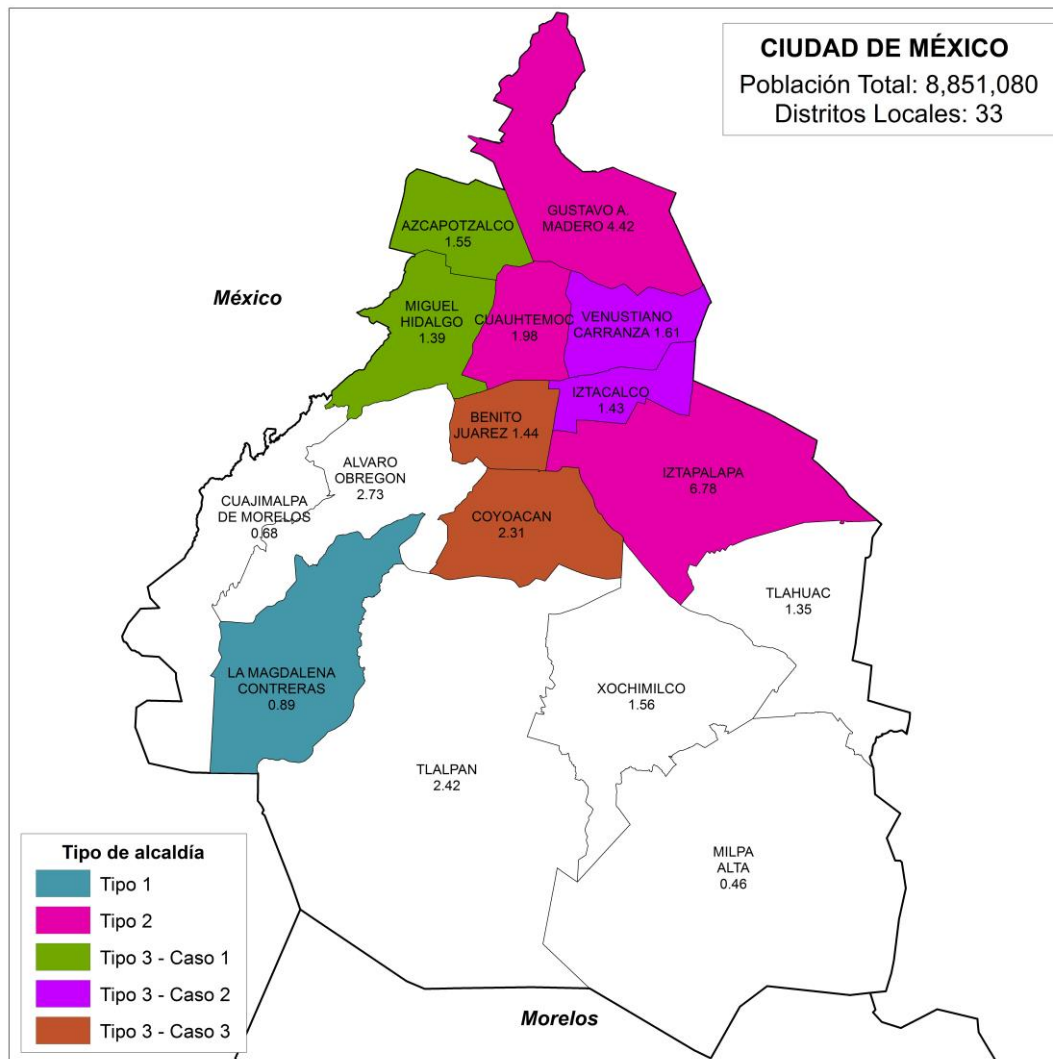 CIUDAD DE MÉXICO
Población Total: 8,851,080
Distritos Locales: 33
GUSTAVO A.
MADERO 4.42
AZCAPOTZALCO
1.55
México
MIGUEL
HIDALGO
1.39
CUAUHTEMOC
1.98
VENUSTIANO
CARRANZA 1.61
IZTACALCO
1.43
BENITO
JUAREZ 1.44
ALVARO
OBREGON
2.73
IZTAPALAPA
6.78
CUAJIMALPA
DE MORELOS
0.68
COYOACAN
2.31
TLAHUAC
1.35
LA MAGDALENA
CONTRERAS
0.89
XOCHIMILCO
1.56
TLALPAN
2.42
MILPA
ALTA
0.46
Tipo de alcaldía
Tipo 1
Tipo 2
Tipo 3 - Caso 1
Tipo 3 - Caso 2
Tipo 3 - Caso 3
Morelos